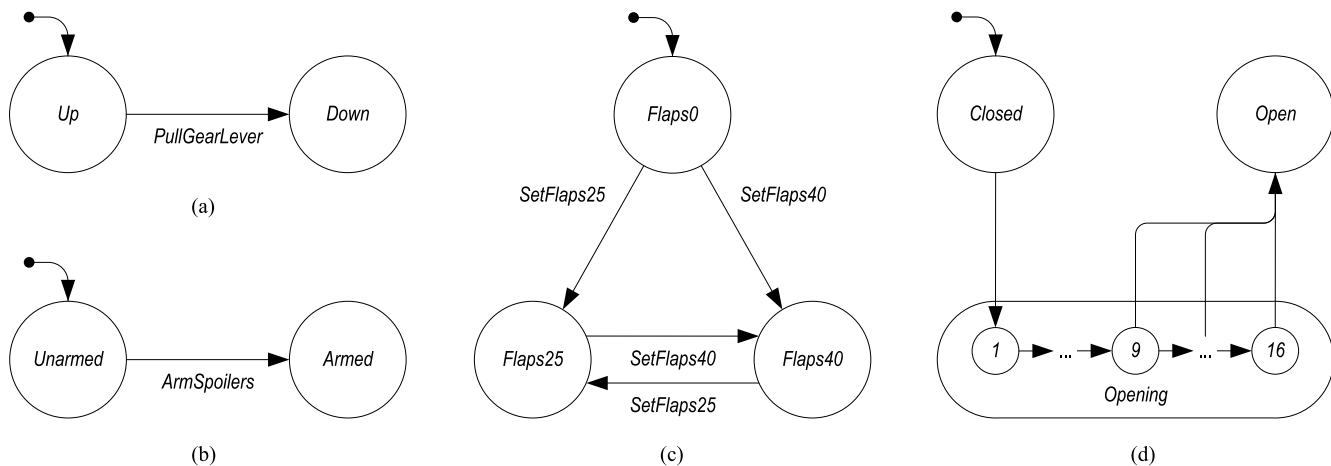 Up
PullGearLever
Down
(a)
Unarmed
ArmSpoilers
Armed
(b)
Flaps0
SetFlaps25
SetFlaps40
Flaps25
SetFlaps40
SetFlaps25
Flaps40
(c)
Closed
Open
1
...
9
...
16
Opening
(d)